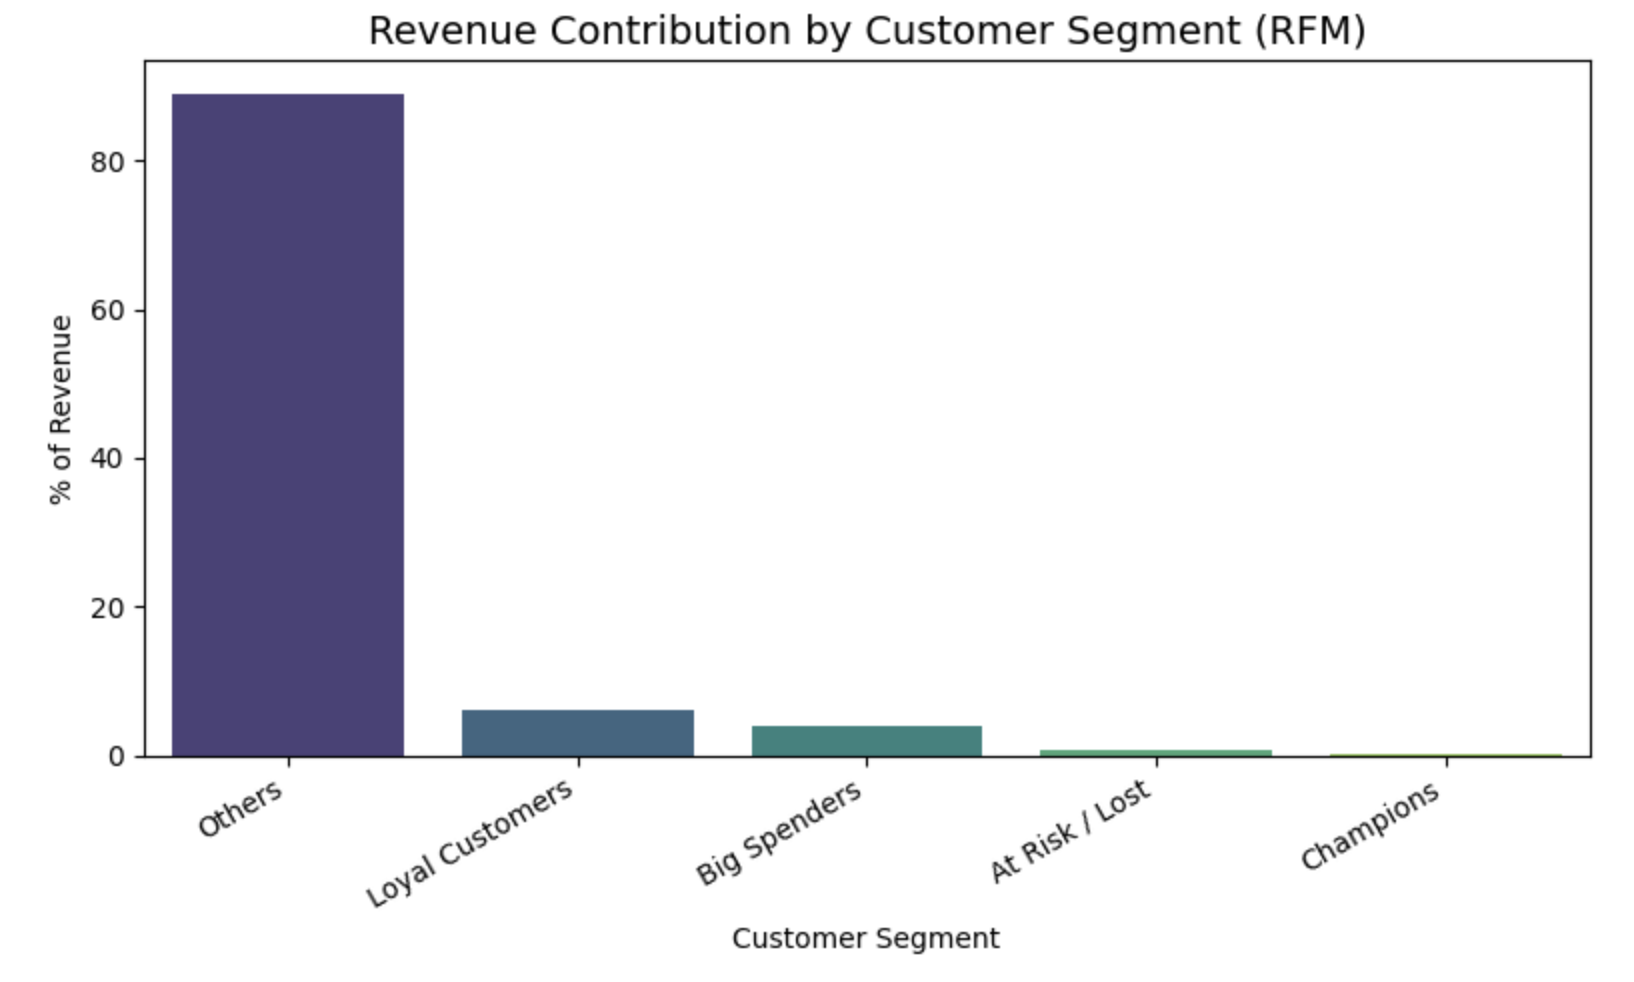 Revenue Contribution by Customer Segment (RFM)
% of Revenue
80
60
40
20
0
Others
Loyal Customers
Big Spenders
At Risk / Lost
Champions
Customer Segment